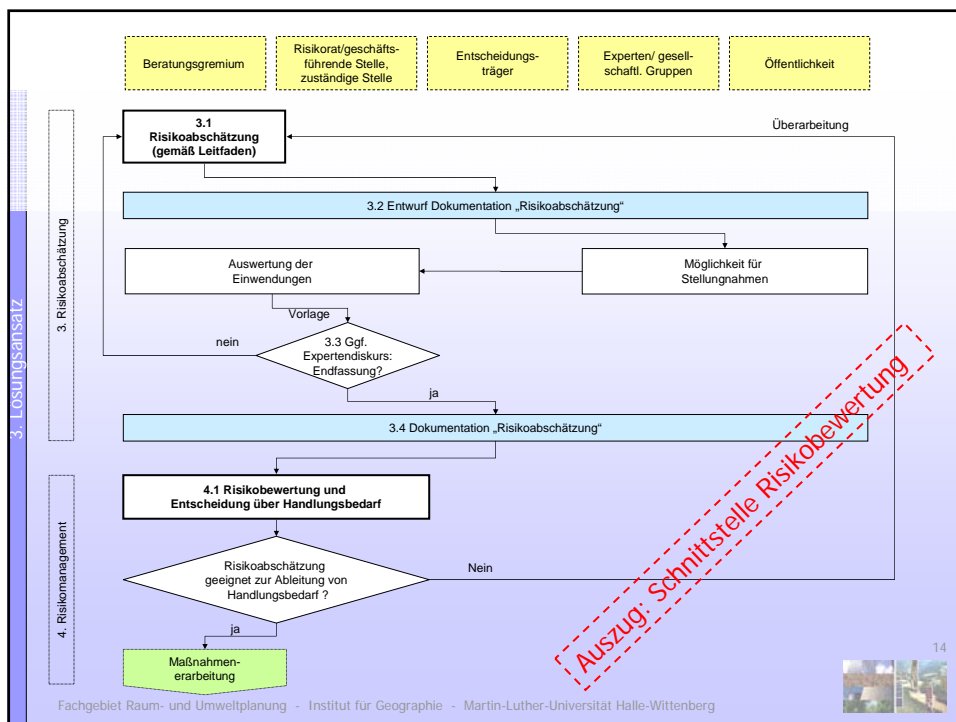 Beratungsgremium
Risikorat/geschäfts-
führende Stelle,
zuständige Stelle
Entscheidungs-
träger
Experten/ gesell-
schaftl. Gruppen
Öffentlichkeit
3. Lösungsansatz
3. Risikoabschätzung
3.1
Risikoabschätzung
(gemäß Leitfaden)
Überarbeitung
3.2 Entwurf Dokumentation „Risikoabschätzung“
Auswertung der
Einwendungen
Möglichkeit für
Stellungnahmen
Vorlage
nein
3.3 Ggf.
Expertendiskurs:
Endfassung?
ja
3.4 Dokumentation „Risikoabschätzung“
4. Risikomanagement
4.1 Risikobewertung und
Entscheidung über Handlungsbedarf
Risikoabschätzung
geeignet zur Ableitung von
Handlungsbedarf ?
Nein
ja
Maßnahmen-
erarbeitung
Auszug: Schnittstelle Risikobewertung
14
Fachgebiet Raum- und Umweltplanung - Institut für Geographie - Martin-Luther-Universität Halle-Wittenberg